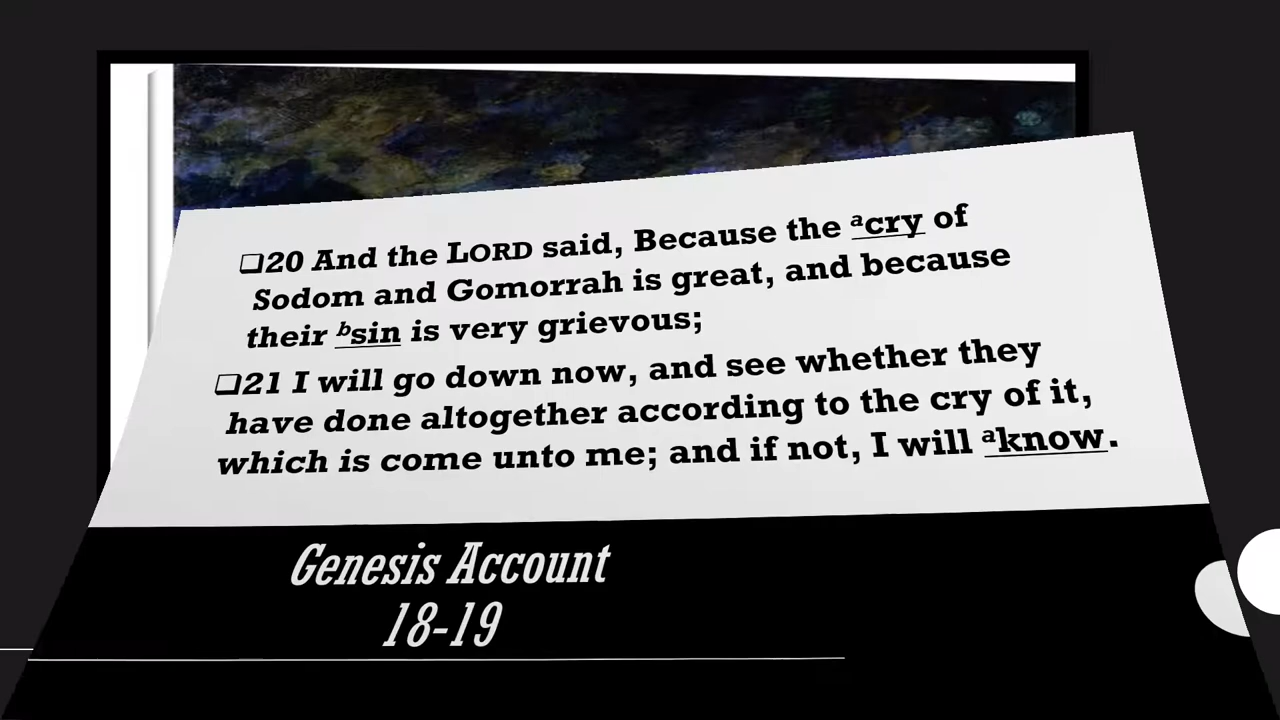 ❑20 And the LORD said, Because the ᵃcry of
Sodom and Gomorrah is great, and because
their ᵇsin is very grievous;
❑21 I will go down now, and see whether they
have done altogether according to the cry of it,
which is come unto me; and if not, I will ᵃknow.
Genesis Account
18-19